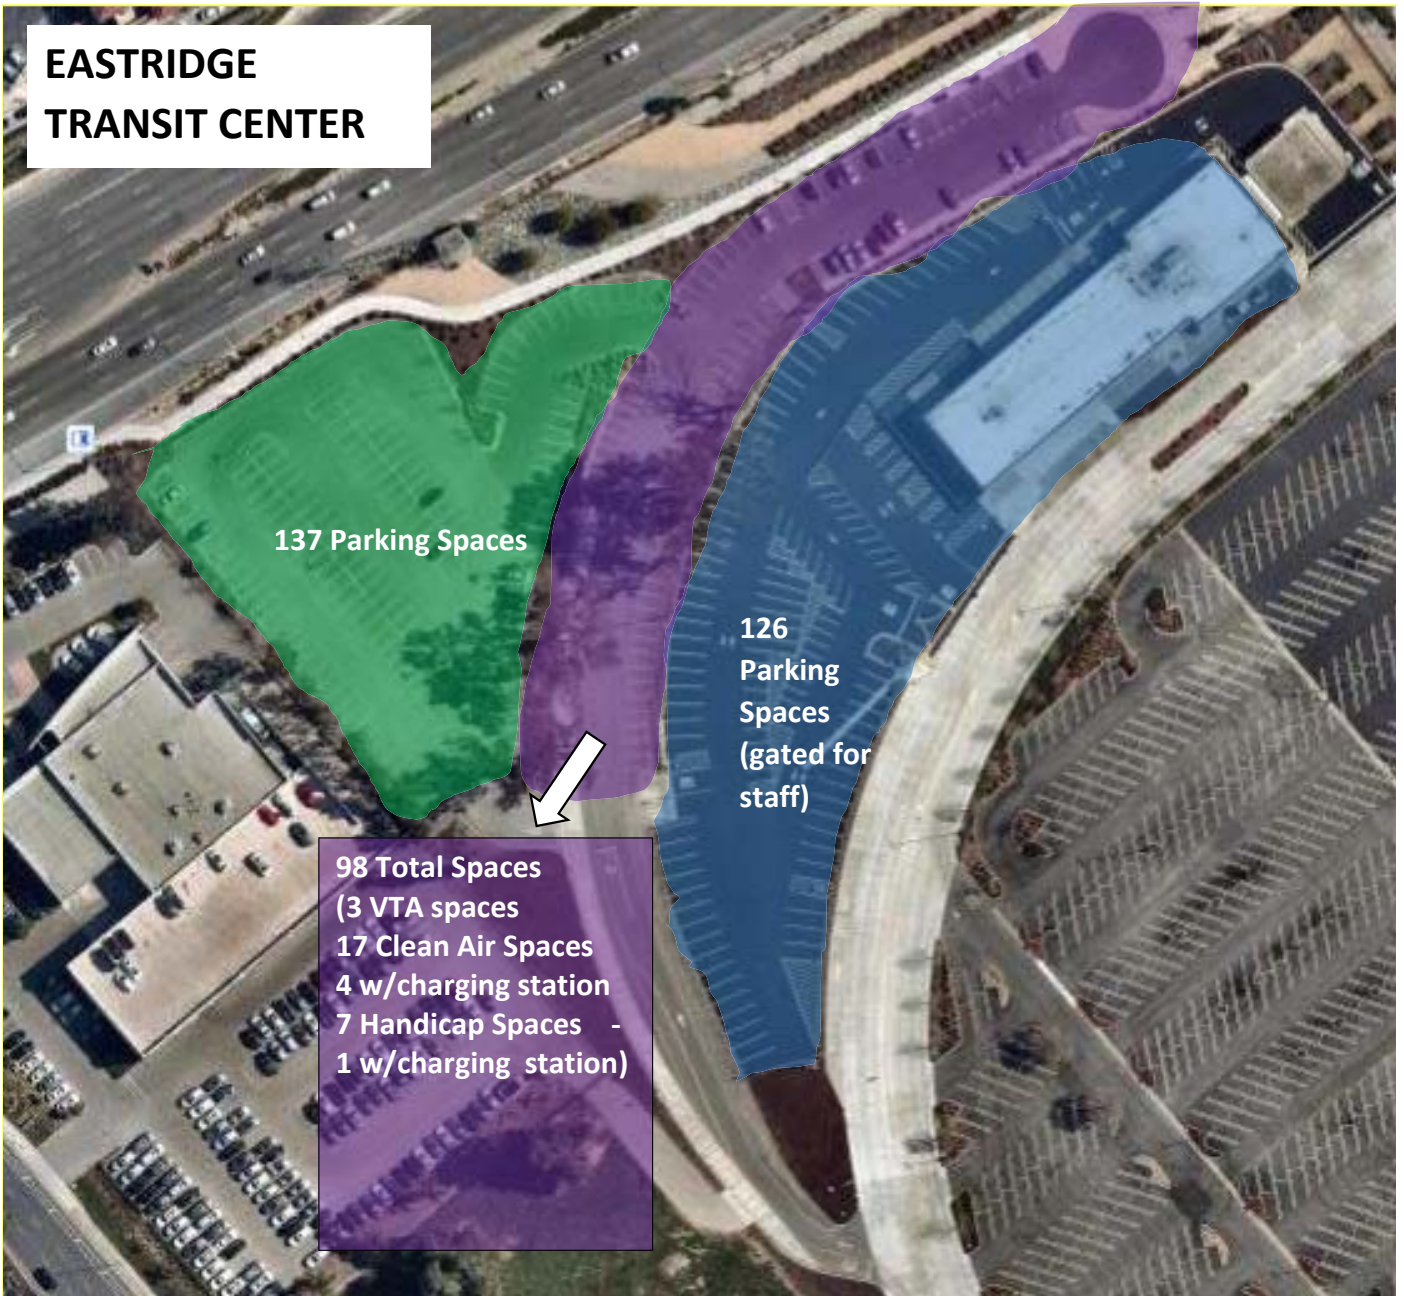 EASTRIDGE
TRANSIT CENTER
137 Parking Spaces
126
Parking
Spaces
(gated for
staff)
98 Total Spaces
(3 VTA spaces
17 Clean Air Spaces
4 w/charging station
7 Handicap Spaces -
1 w/charging station)